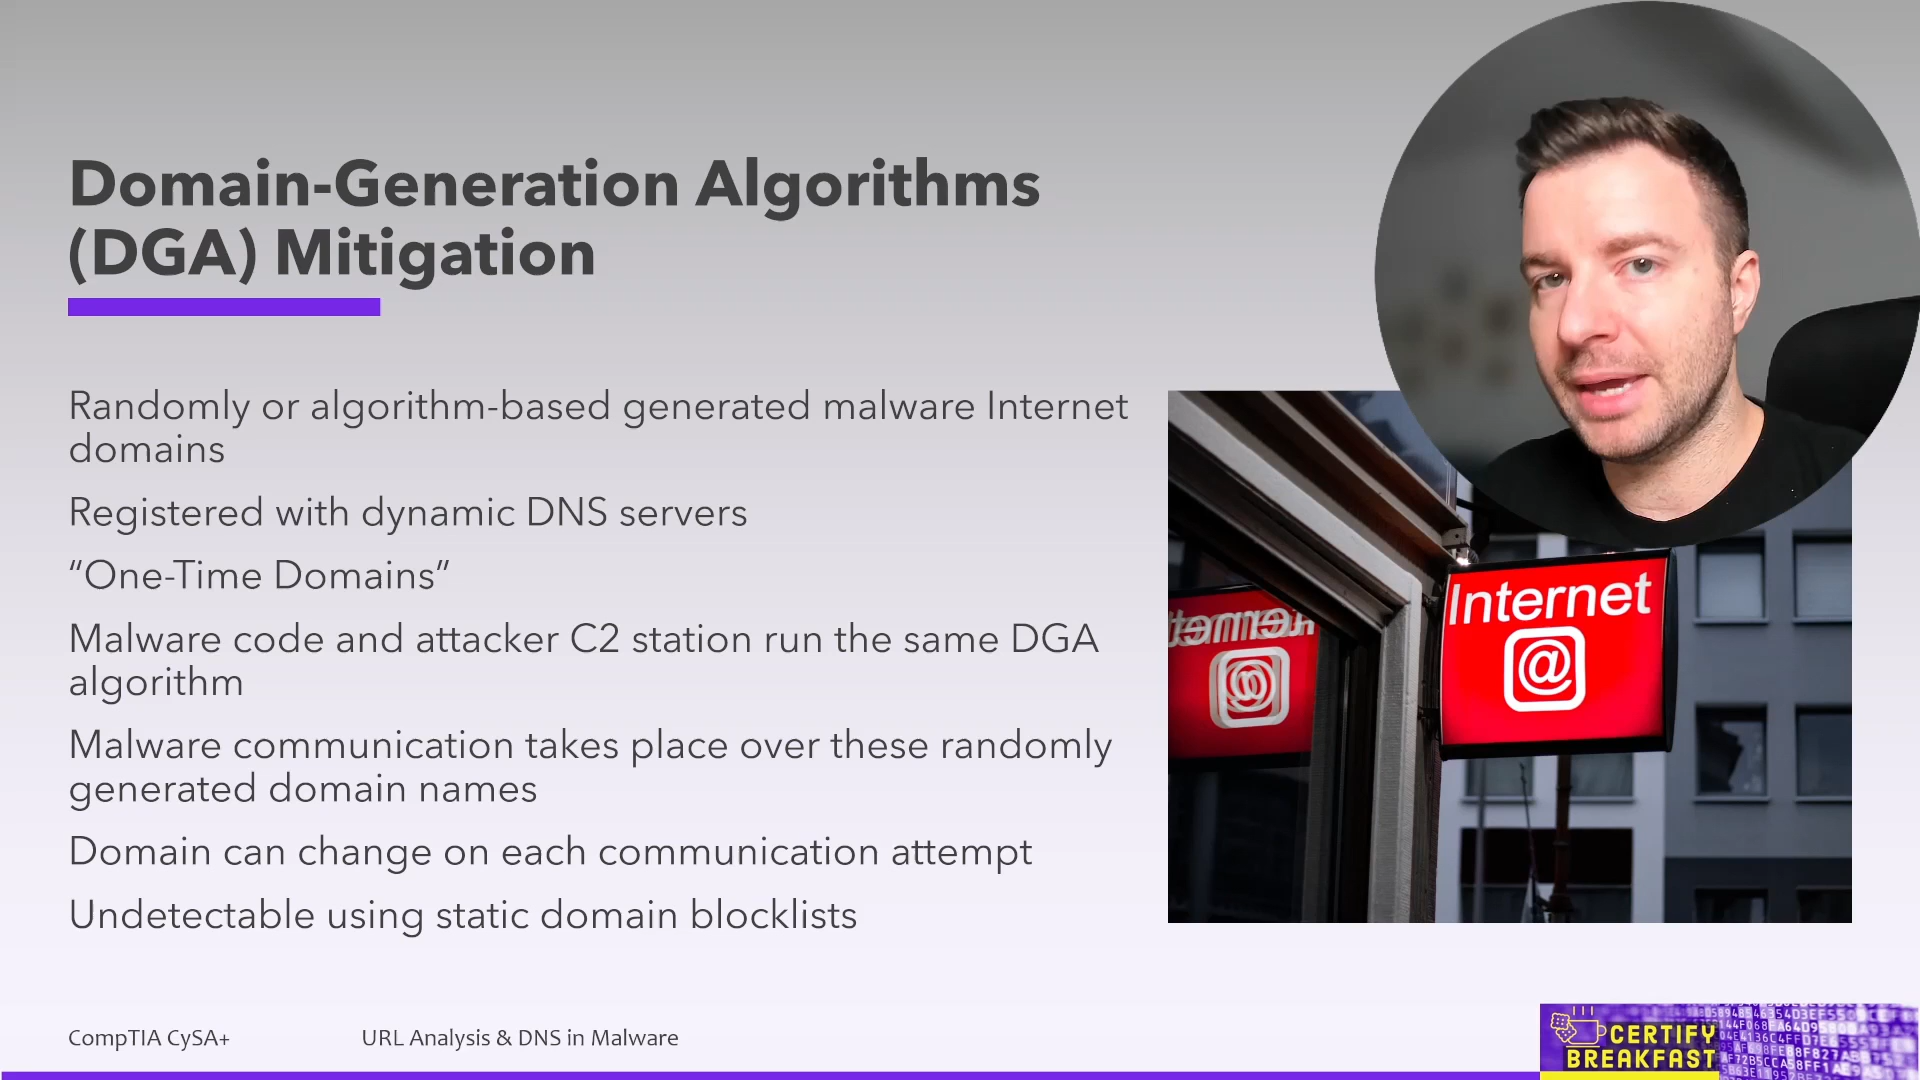 Domain-Generation Algorithms
(DGA) Mitigation
Randomly or algorithm-based generated malware Internet
domains
Registered with dynamic DNS servers
“One-Time Domains”
Malware code and attacker C2 station run the same DGA
algorithm
Malware communication takes place over these randomly
generated domain names
Domain can change on each communication attempt
Undetectable using static domain blocklists
Internet
@
Internet
CompTIA CySA+
URL Analysis & DNS in Malware
CERTIFY
BREAKFAST